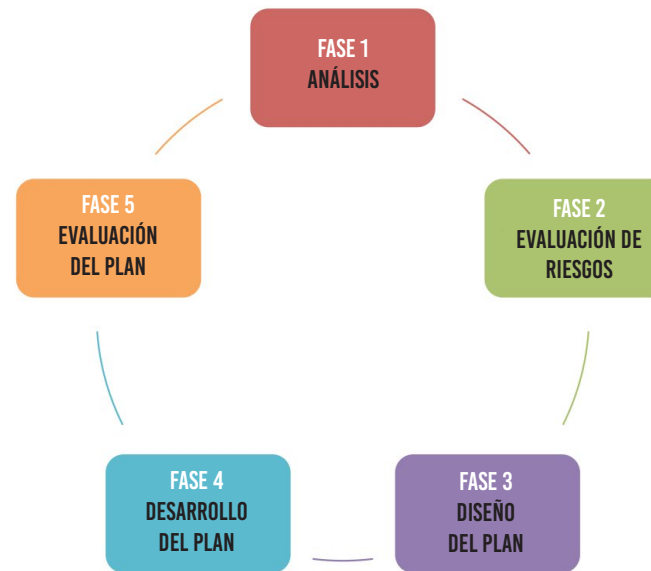 FASE 1
ANÁLISIS
FASE 2
EVALUACIÓN DE
RIESGOS
FASE 3
DISEÑO
DEL PLAN
FASE 4
DESARROLLO
DEL PLAN
FASE 5
EVALUACIÓN
DEL PLAN